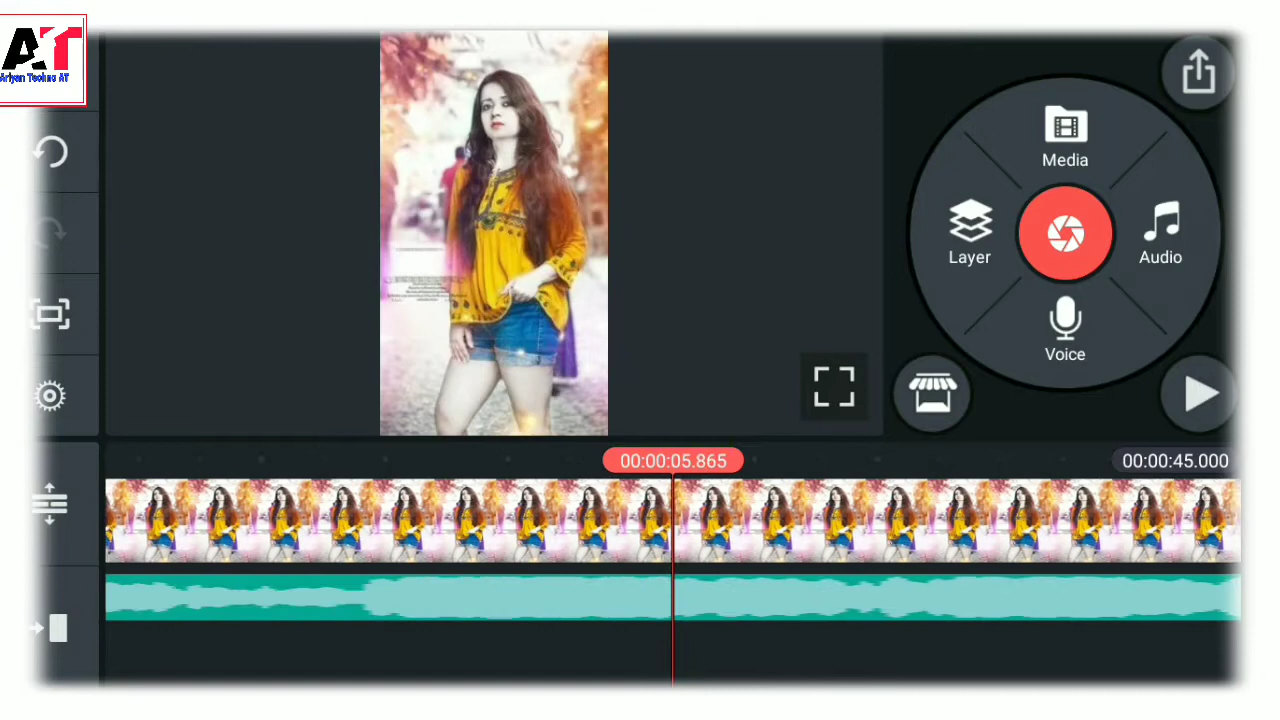 AT
Ariyan Techno AT
Media
Layer
Audio
Voice
00:00:05.865
00:00:45.000